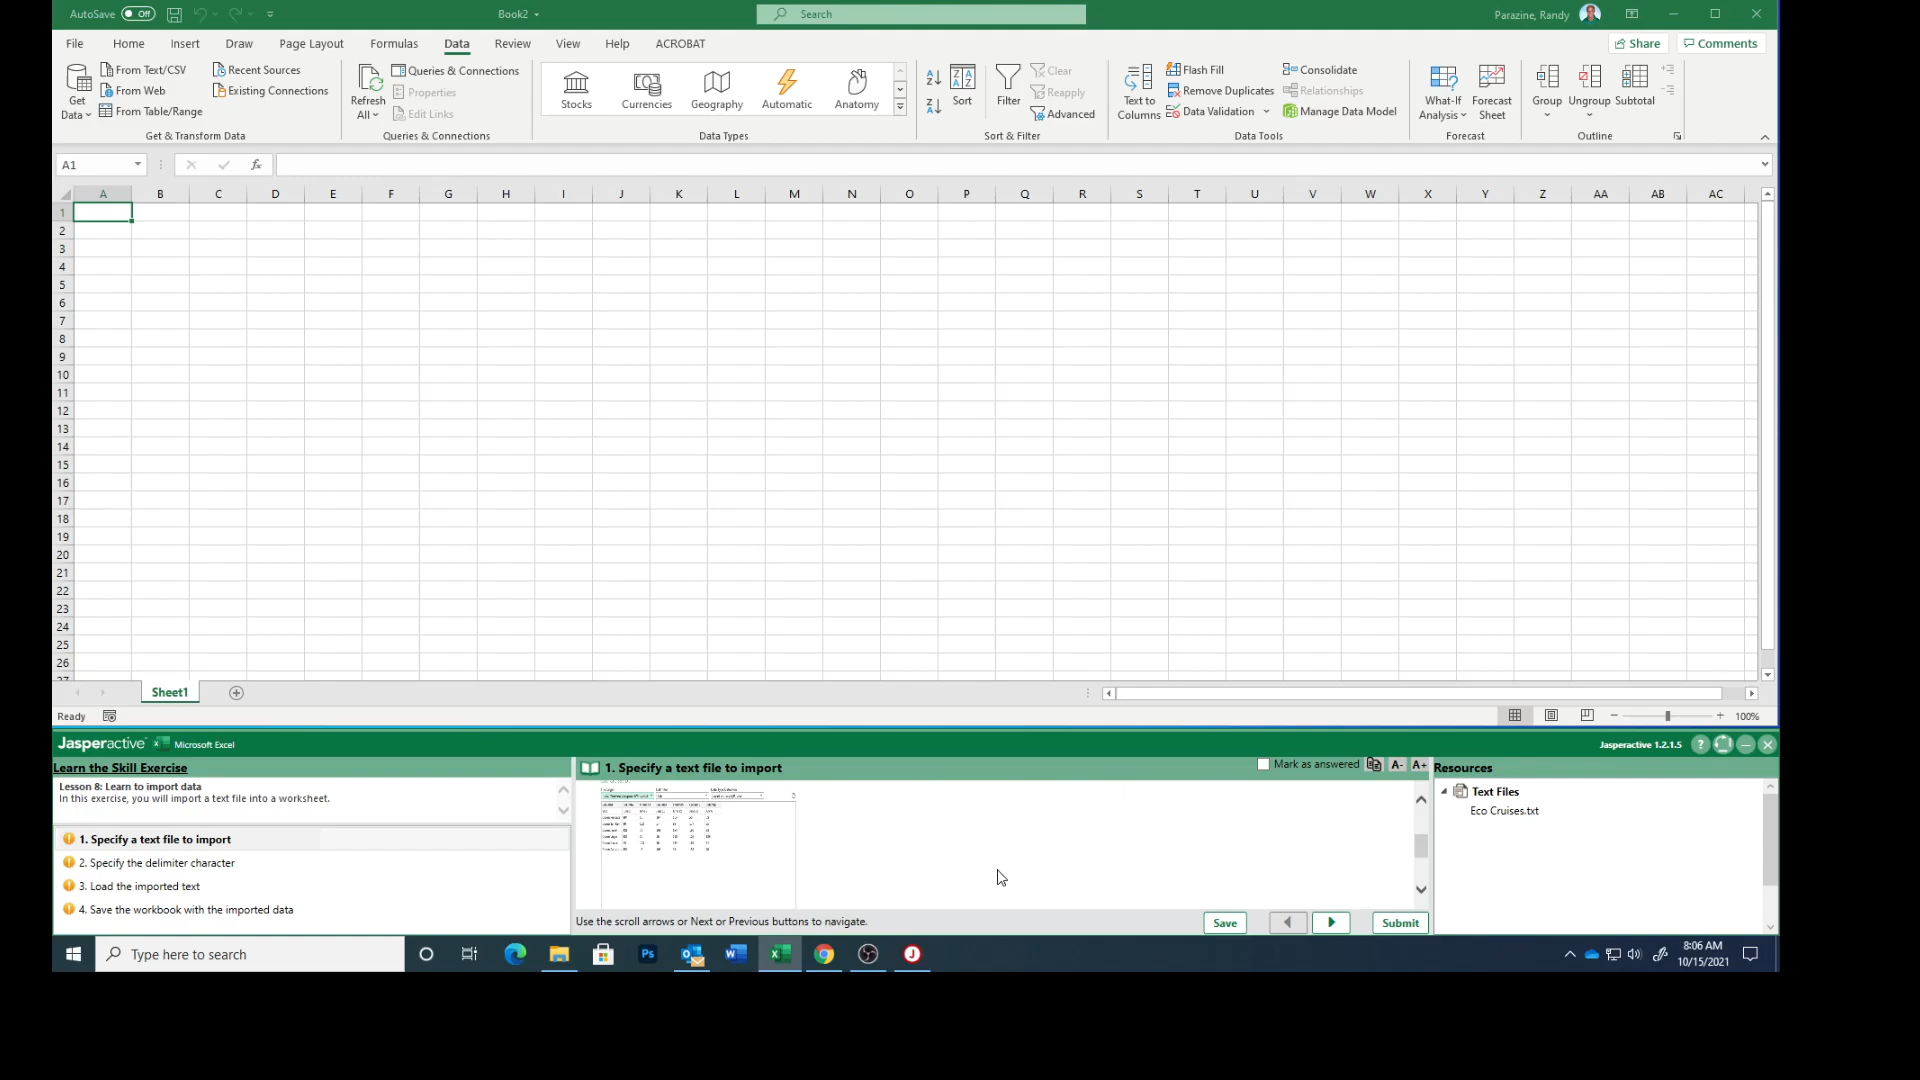 AutoSave Off
Book2
Search
Parazine, Randy
File Home Insert Draw Page Layout Formulas Data Review View Help ACROBAT
Share Comments
Get Data
From Text/CSV
From Web
From Table/Range
Recent Sources
Existing Connections
Get & Transform Data
Refresh All
Queries & Connections
Properties
Edit Links
Queries & Connections
Stocks Currencies Geography Automatic Anatomy
Data Types
Sort
Filter
Clear
Reapply
Advanced
Sort & Filter
Text to Columns
Flash Fill
Remove Duplicates
Data Validation
Consolidate
Relationships
Manage Data Model
Data Tools
What-If Analysis
Forecast Sheet
Forecast
Group Ungroup Subtotal
Outline
A1
fx
A B C D E F G H I J K L M N O P Q R S T U V W X Y Z AA AB AC
1
2
3
4
5
6
7
8
9
10
11
12
13
14
15
16
17
18
19
20
21
22
23
24
25
26
27
Sheet1
Ready
100%
Jasperactive Microsoft Excel
Jasperactive 1.2.1.5
Learn the Skill Exercise
Lesson 8: Learn to import data
In this exercise, you will import a text file into a worksheet.
1. Specify a text file to import
2. Specify the delimiter character
3. Load the imported text
4. Save the workbook with the imported data
1. Specify a text file to import
Mark as answered
A- A+
Use the scroll arrows or Next or Previous buttons to navigate.
Save
Submit
Resources
Text Files
Eco Cruises.txt
Type here to search
Ps
8:06 AM
10/15/2021